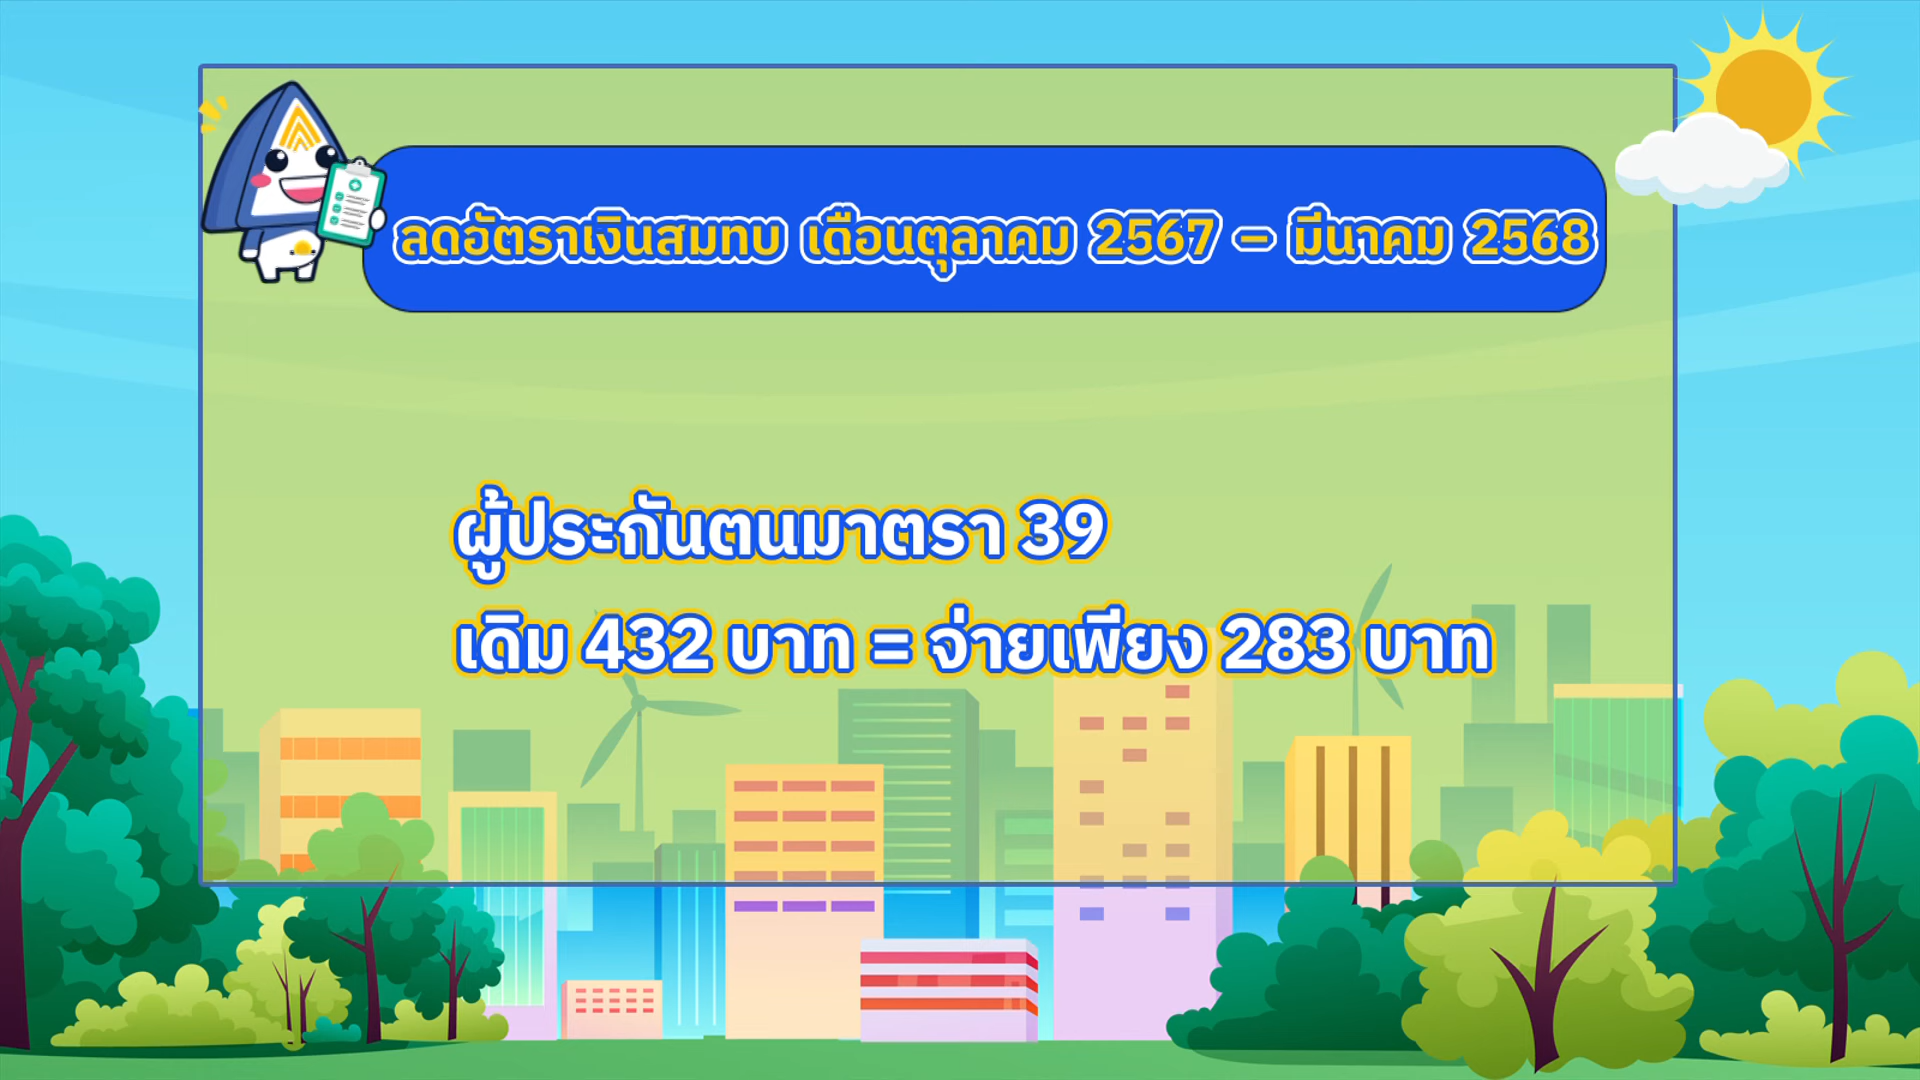 ลดอัตราเงินสมทบ เดือนตุลาคม 2567 – มีนาคม 2568
ผู้ประกันตนมาตรา 39
เดิม 432 บาท = จ่ายเพียง 283 บาท